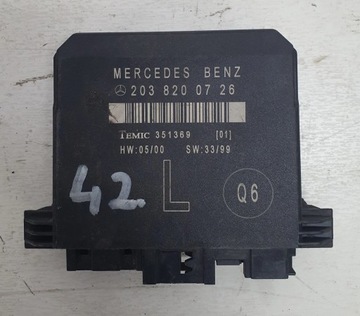 MERCEDES BENZ
203 820 07 26
TEMIC 351369 [01]
HW:05/00 SW:33/99
42.
L
Q6